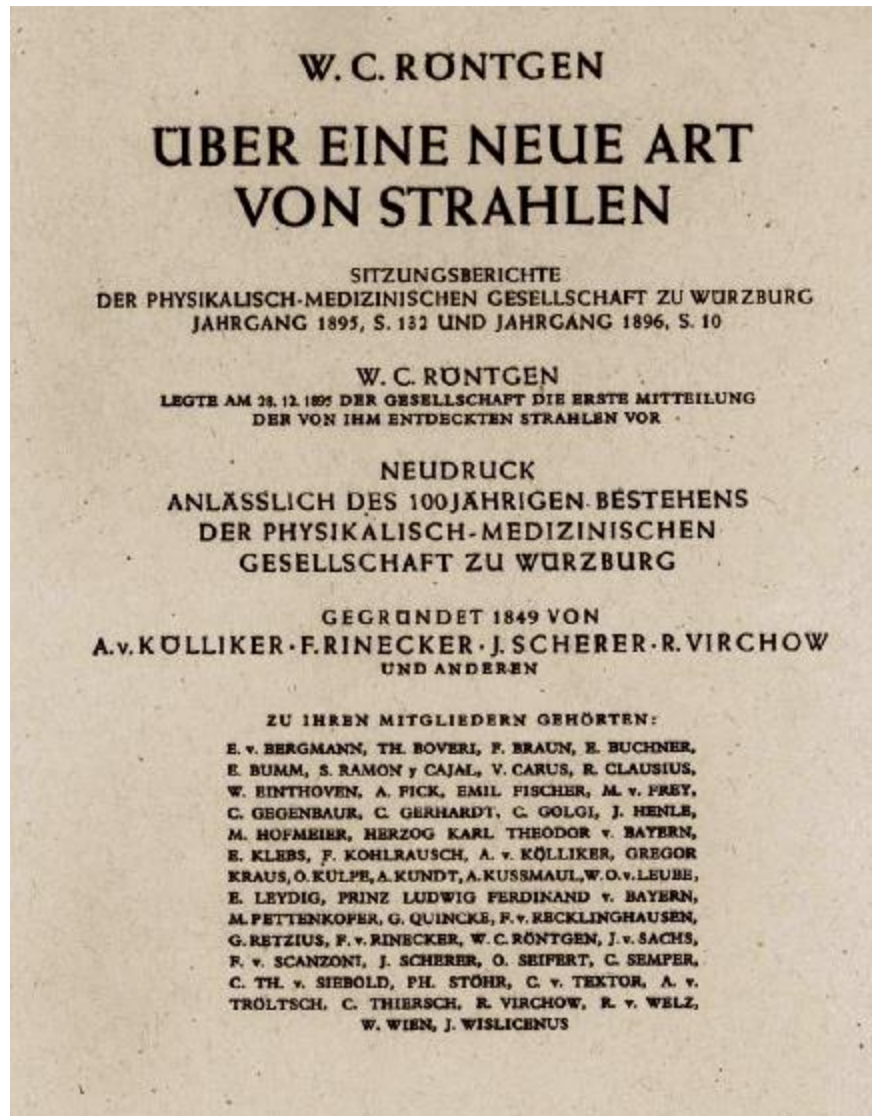 W. C. RÖNTGEN
ÜBER EINE NEUE ART
VON STRAHLEN
SITZUNGSBERICHTE
DER PHYSIKALISCH-MEDIZINISCHEN GESELLSCHAFT ZU WÜRZBURG
JAHRGANG 1895, S. 132 UND JAHRGANG 1896, S. 10
W. C. RÖNTGEN
LEGTE AM 28. 12. 1895 DER GESELLSCHAFT DIE ERSTE MITTEILUNG
DER VON IHM ENTDECKTEN STRAHLEN VOR
NEUDRUCK
ANLÄSSLICH DES 100JÄHRIGEN BESTEHENS
DER PHYSIKALISCH-MEDIZINISCHEN
GESELLSCHAFT ZU WÜRZBURG
GEGRÜNDET 1849 VON
A. v. KÖLLIKER · F. RINECKER · J. SCHERER · R. VIRCHOW
UND ANDEREN
ZU IHREN MITGLIEDERN GEHÖRTEN:
E. v. BERGMANN, TH. BOVERI, F. BRAUN, E. BUCHNER,
E. BUMM, S. RAMON y CAJAL, V. CARUS, R. CLAUSIUS,
W. EINTHOVEN, A. FICK, EMIL FISCHER, M. v. FREY,
C. GEGENBAUR, C. GERHARDT, C. GOLGI, J. HENLE,
M. HOFMEIER, HERZOG KARL THEODOR v. BAYERN,
E. KLEBS, F. KOHLRAUSCH, A. v. KÖLLIKER, GREGOR
KRAUS, O. KÜLPE, A. KUNDT, A. KUSSMAUL, W. O. v. LEUBE,
E. LEYDIG, PRINZ LUDWIG FERDINAND v. BAYERN,
M. PETTENKOFER, G. QUINCKE, F. v. RECKLINGHAUSEN,
G. RETZIUS, F. v. RINECKER, W. C. RÖNTGEN, J. v. SACHS,
F. v. SCANZONI, J. SCHERER, O. SEIFERT, C. SEMPER,
C. TH. v. SIEBOLD, PH. STÖHR, C. v. TEXTOR, A. v.
TRÖLTSCH, C. THIERSCH, R. VIRCHOW, R. v. WELZ,
W. WIEN, J. WISLICENUS